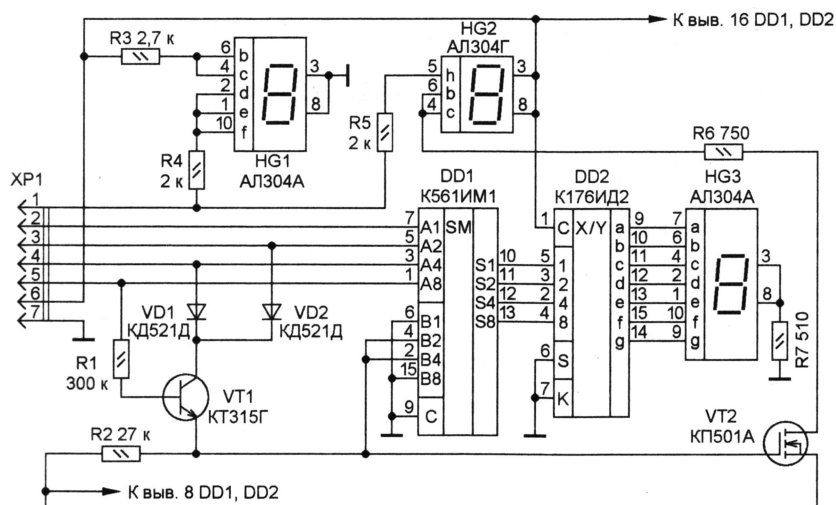 К выв. 16 DD1, DD2
R3 2,7 к
6 b
4 c
2 d
1 e
10 f
3
8
HG1
АЛ304А
HG2
АЛ304Г
5 h
6 b
4 c
3
8
R5
2 к
R4
2 к
R6 750
XP1
1
2
3
4
5
6
7
DD1
К561ИМ1
7 A1 SM
5 A2
3 A4
1 A8
S1 10
S2 11
S4 12
S8 13
6 B1
4 B2
2 B4
15 B8
9 C
DD2
К176ИД2
1 C X/Y
5 1
3 2
2 4
4 8
6 S
7 K
a 9
b 10
c 11
d 12
e 13
f 15
g 14
HG3
АЛ304А
7 a
6 b
4 c
2 d
1 e
10 f
9 g
3
8
R7 510
VD1
КД521Д
VD2
КД521Д
R1
300 к
VT1
КТ315Г
R2 27 к
VT2
КП501А
К выв. 8 DD1, DD2